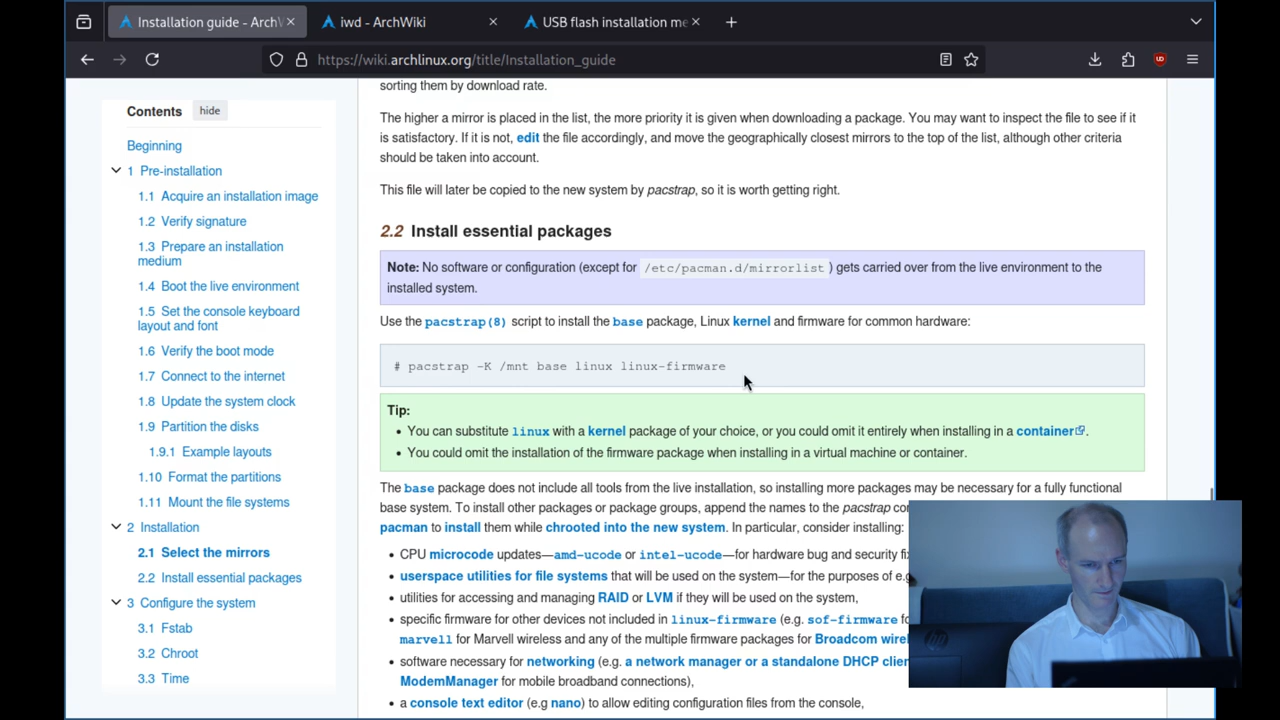 Installation guide - ArchV
iwd - ArchWiki
USB flash installation me
https://wiki.archlinux.org/title/Installation_guide
UD
Contents
hide
Beginning
1 Pre-installation
1.1 Acquire an installation image
1.2 Verify signature
1.3 Prepare an installation
medium
1.4 Boot the live environment
1.5 Set the console keyboard
layout and font
1.6 Verify the boot mode
1.7 Connect to the internet
1.8 Update the system clock
1.9 Partition the disks
1.9.1 Example layouts
1.10 Format the partitions
1.11 Mount the file systems
2 Installation
2.1 Select the mirrors
2.2 Install essential packages
3 Configure the system
3.1 Fstab
3.2 Chroot
3.3 Time
sorting them by download rate.
The higher a mirror is placed in the list, the more priority it is given when downloading a package. You may want to inspect the file to see if it
is satisfactory. If it is not, edit the file accordingly, and move the geographically closest mirrors to the top of the list, although other criteria
should be taken into account.
This file will later be copied to the new system by pacstrap, so it is worth getting right.
2.2 Install essential packages
Note: No software or configuration (except for /etc/pacman.d/mirrorlist ) gets carried over from the live environment to the
installed system.
Use the pacstrap(8) script to install the base package, Linux kernel and firmware for common hardware:
# pacstrap -K /mnt base linux linux-firmware
Tip:
• You can substitute linux with a kernel package of your choice, or you could omit it entirely when installing in a container.
• You could omit the installation of the firmware package when installing in a virtual machine or container.
The base package does not include all tools from the live installation, so installing more packages may be necessary for a fully functional
base system. To install other packages or package groups, append the names to the pacstrap co
pacman to install them while chrooted into the new system. In particular, consider installing:
• CPU microcode updates—amd-ucode or intel-ucode—for hardware bug and security fi
• userspace utilities for file systems that will be used on the system—for the purposes of e.g
• utilities for accessing and managing RAID or LVM if they will be used on the system,
• specific firmware for other devices not included in linux-firmware (e.g. sof-firmware fo
marvell for Marvell wireless and any of the multiple firmware packages for Broadcom wirel
• software necessary for networking (e.g. a network manager or a standalone DHCP clien
ModemManager for mobile broadband connections),
• a console text editor (e.g nano) to allow editing configuration files from the console,